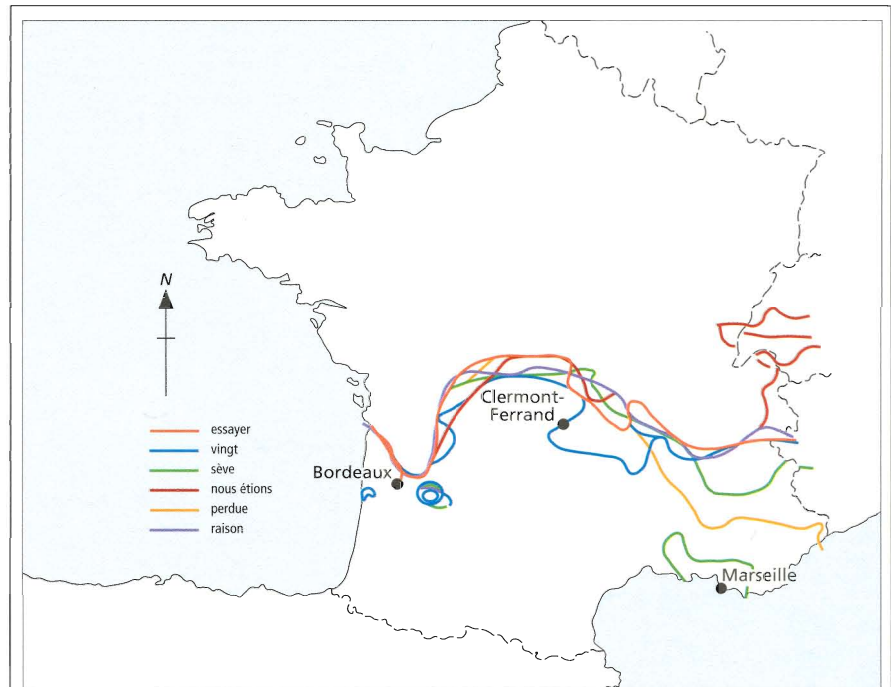 N
Clermont-
Ferrand
Bordeaux
Marseille
essayer
vingt
sève
nous étions
perdue
raison